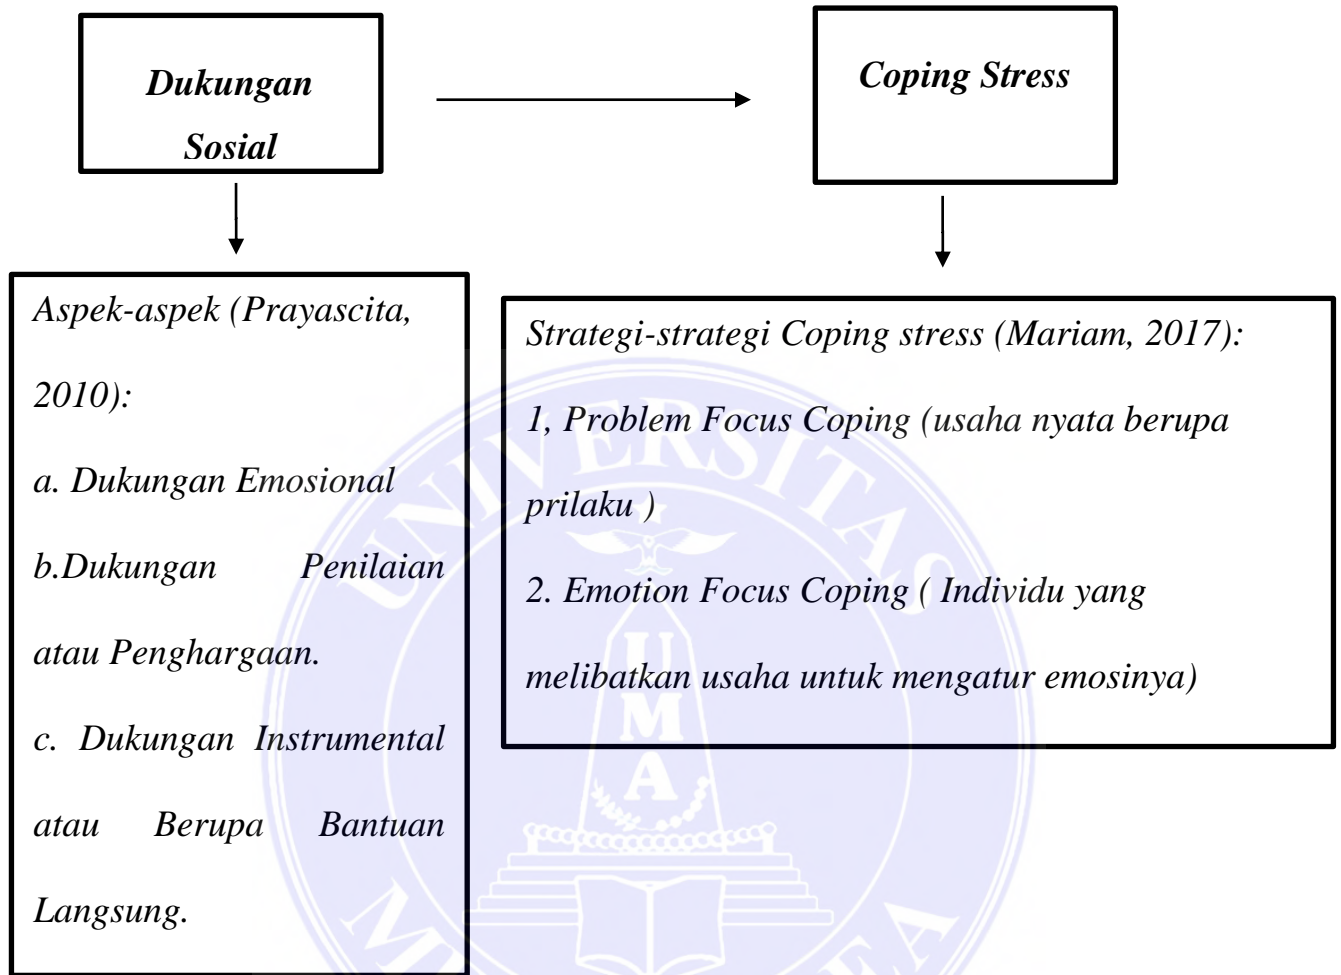 Dukungan
Sosial
Coping Stress
Aspek-aspek (Prayascita,
2010):
a. Dukungan Emosional
b.Dukungan Penilaian
atau Penghargaan.
c. Dukungan Instrumental
atau Berupa Bantuan
Langsung.
Strategi-strategi Coping stress (Mariam, 2017):
1, Problem Focus Coping (usaha nyata berupa
prilaku )
2. Emotion Focus Coping ( Individu yang
melibatkan usaha untuk mengatur emosinya)
UNIVERSITAS
U
M
A